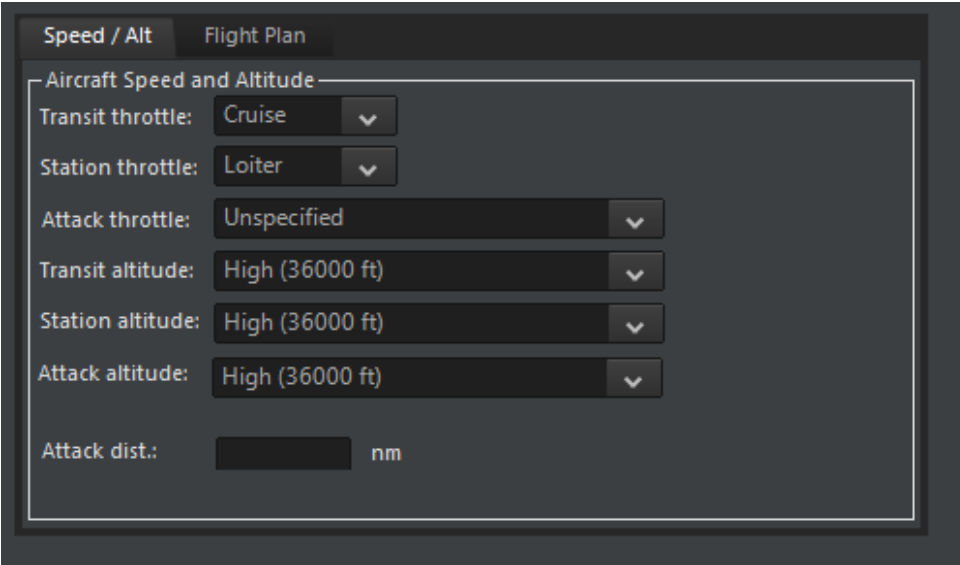 Speed / Alt Flight Plan
Aircraft Speed and Altitude
Transit throttle: Cruise
Station throttle: Loiter
Attack throttle: Unspecified
Transit altitude: High (36000 ft)
Station altitude: High (36000 ft)
Attack altitude: High (36000 ft)
Attack dist.: nm